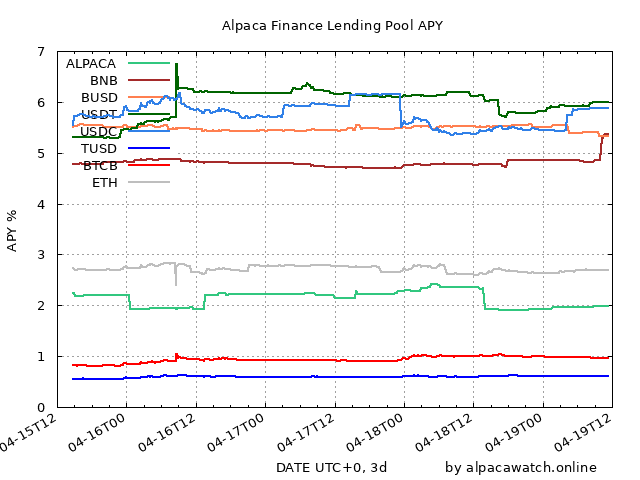 Alpaca Finance Lending Pool APY
7
6
5
4
3
2
1
0
APY %
ALPACA
BNB
BUSD
USDT
USDC
TUSD
BTCB
ETH
04-15T12
04-16T00
04-16T12
04-17T00
04-17T12
04-18T00
04-18T12
04-19T00
04-19T12
DATE UTC+0, 3d
by alpacawatch.online